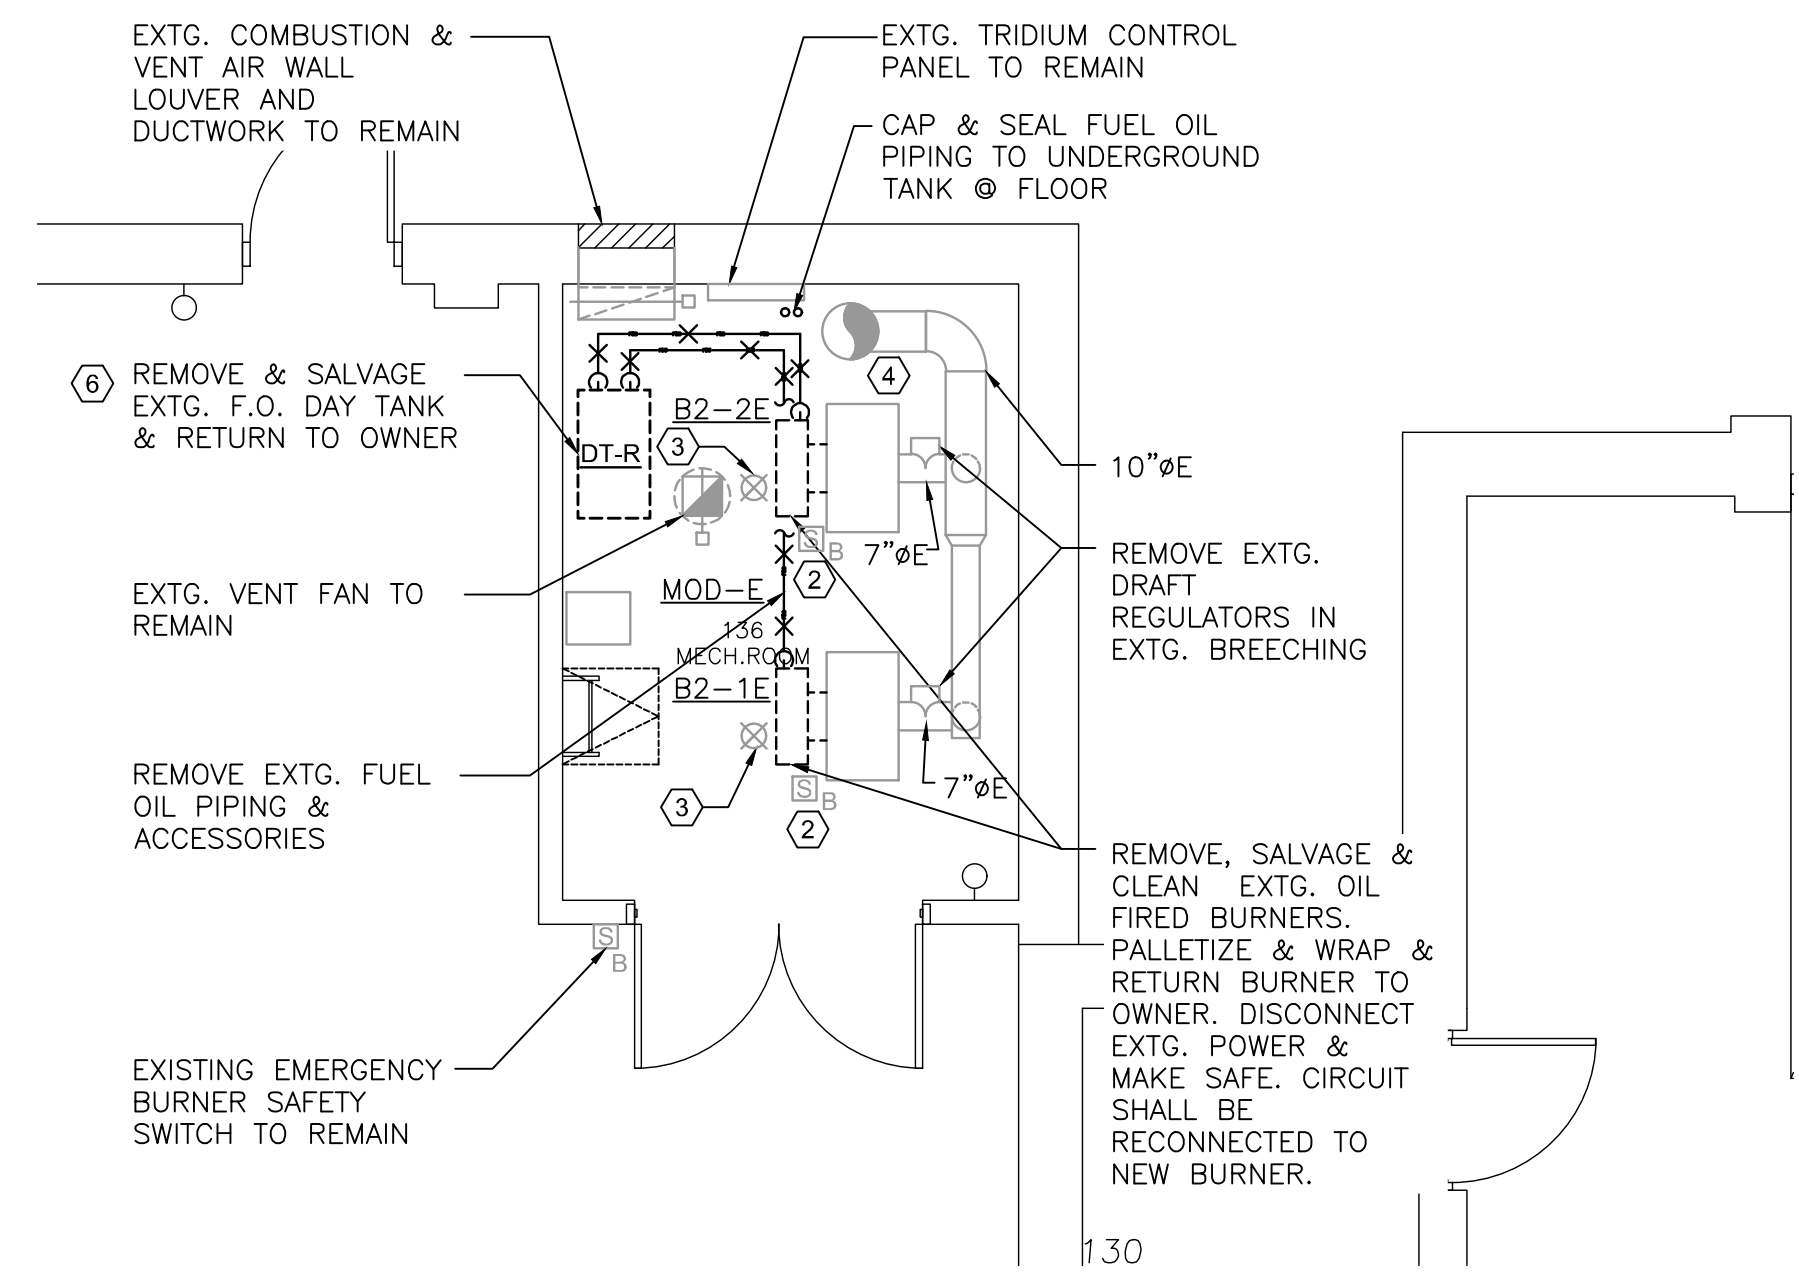 EXTG. COMBUSTION &
VENT AIR WALL
LOUVER AND
DUCTWORK TO REMAIN
EXTG. TRIDIUM CONTROL
PANEL TO REMAIN
CAP & SEAL FUEL OIL
PIPING TO UNDERGROUND
TANK @ FLOOR
6
REMOVE & SALVAGE
EXTG. F.O. DAY TANK
& RETURN TO OWNER
4
B2-2E
3
DT-R
10"øE
S
B
7"øE
2
REMOVE EXTG.
DRAFT
REGULATORS IN
EXTG. BREECHING
EXTG. VENT FAN TO
REMAIN
MOD-E
136
MECH.ROOM
B2-1E
REMOVE EXTG. FUEL
OIL PIPING &
ACCESSORIES
3
S
B
7"øE
2
REMOVE, SALVAGE &
CLEAN EXTG. OIL
FIRED BURNERS.
PALLETIZE & WRAP &
RETURN BURNER TO
OWNER. DISCONNECT
EXTG. POWER &
MAKE SAFE. CIRCUIT
SHALL BE
RECONNECTED TO
NEW BURNER.
S
B
EXISTING EMERGENCY
BURNER SAFETY
SWITCH TO REMAIN
130